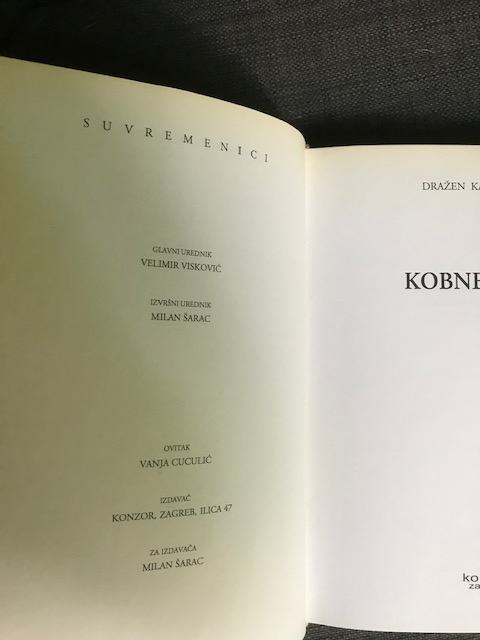 SUVREMENICI
GLAVNI UREDNIK
VELIMIR VISKOVIĆ
IZVRŠNI UREDNIK
MILAN ŠARAC
OVITAK
VANJA CUCULIĆ
IZDAVAČ
KONZOR, ZAGREB, ILICA 47
ZA IZDAVAČA
MILAN ŠARAC
DRAŽEN
KOBNE